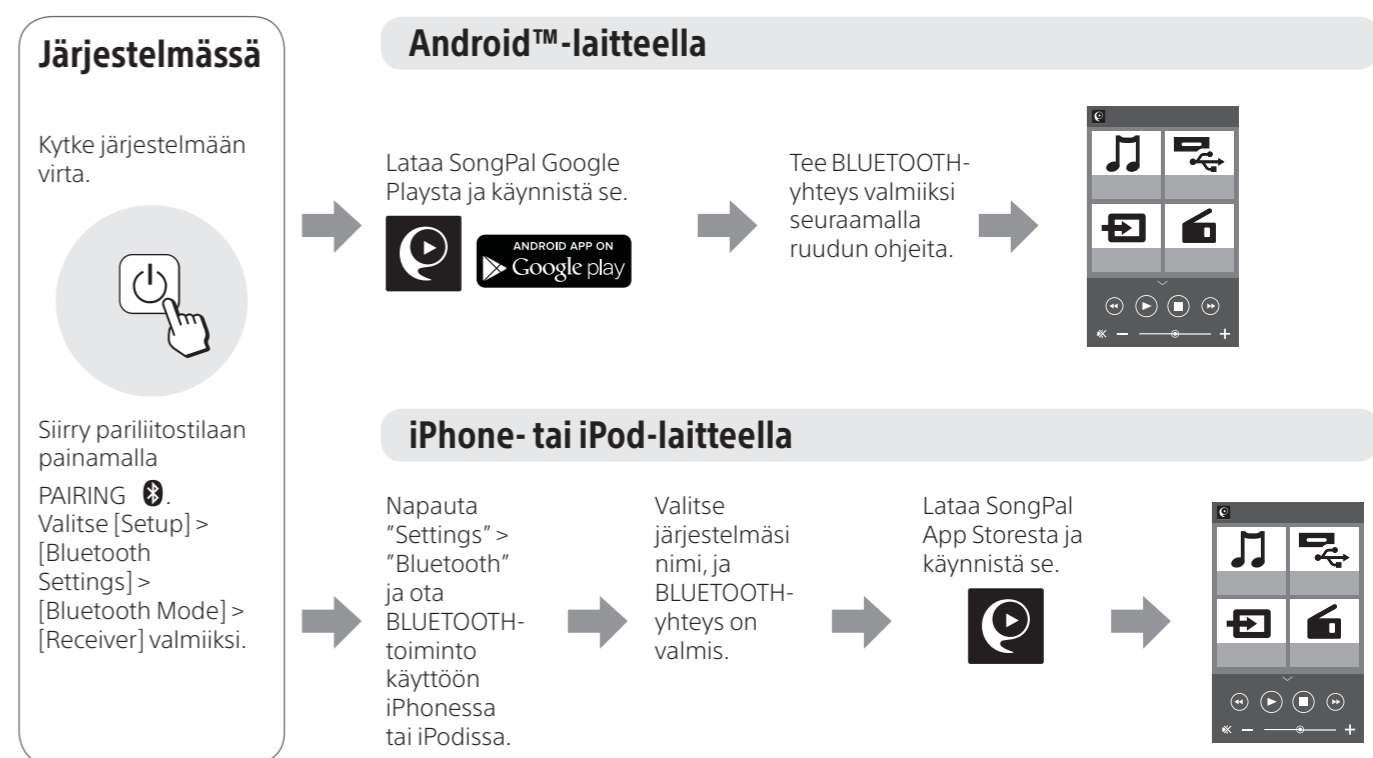 Järjestelmässä
Kytke järjestelmään
virta.
Siirry pariliitostilaan
painamalla
PAIRING
Valitse [Setup] >
[Bluetooth
Settings] >
[Bluetooth Mode] >
[Receiver] valmiiksi.
Android™-laitteella
Lataa SongPal Google
Playsta ja käynnistä se.
ANDROID APP ON
Google play
Tee BLUETOOTH-
yhteys valmiiksi
seuraamalla
ruudun ohjeita.
iPhone- tai iPod-laitteella
Napauta
”Settings” >
”Bluetooth”
ja ota
BLUETOOTH-
toiminto
käyttöön
iPhonessa
tai iPodissa.
Valitse
järjestelmäsi
nimi, ja
BLUETOOTH-
yhteys on
valmis.
Lataa SongPal
App Storesta ja
käynnistä se.